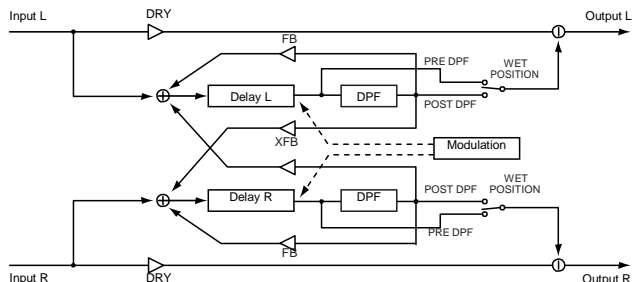 Input L
DRY
Output L
FB
PRE DPF
WET
POSITION
Delay L
DPF
POST DPF
XFB
Modulation
Delay R
DPF
POST DPF
WET
POSITION
PRE DPF
FB
Input R
DRY
Output R